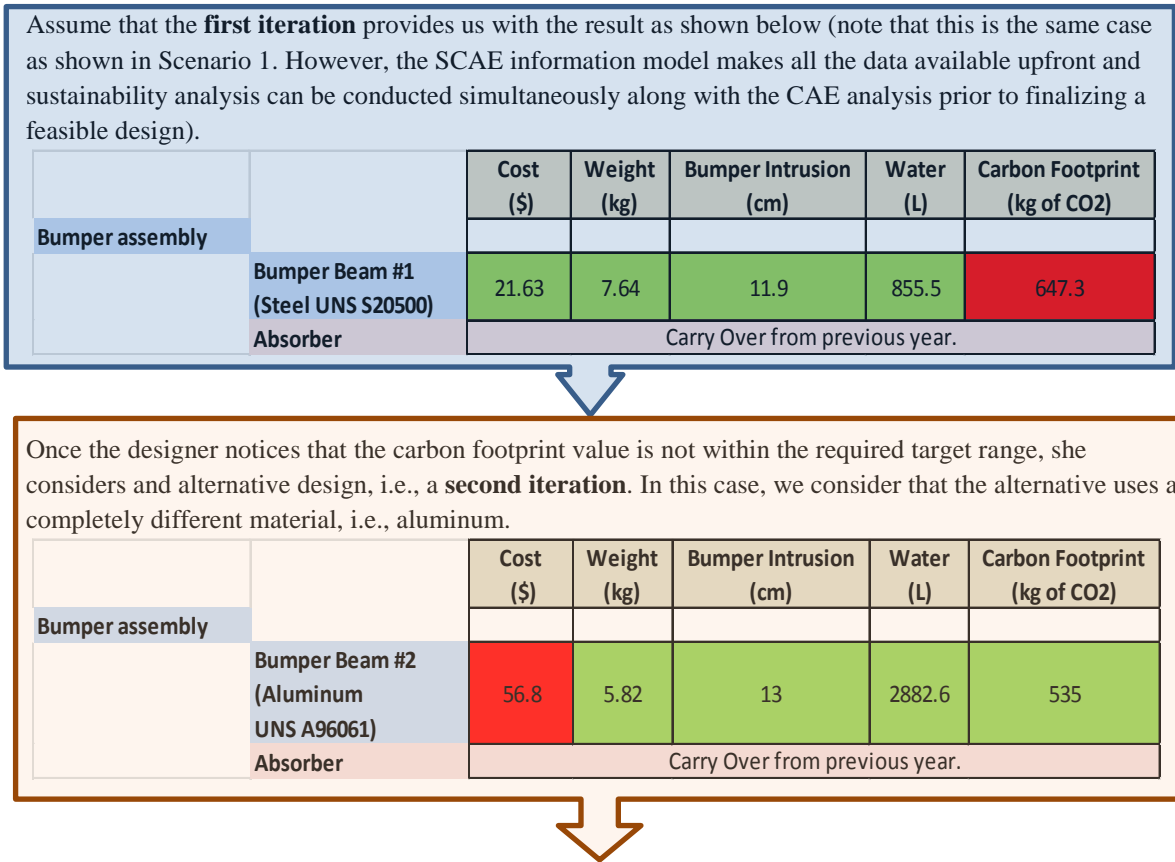 Assume that the first iteration provides us with the result as shown below (note that this is the same case
as shown in Scenario 1. However, the SCAE information model makes all the data available upfront and
sustainability analysis can be conducted simultaneously along with the CAE analysis prior to finalizing a
feasible design).
Cost Weight Bumper Intrusion Water Carbon Footprint
($) (kg) (cm) (L) (kg of CO2)
Bumper assembly
Bumper Beam #1
(Steel UNS S20500)
21.63 7.64 11.9 855.5 647.3
Absorber Carry Over from previous year.
Once the designer notices that the carbon footprint value is not within the required target range, she
considers and alternative design, i.e., a second iteration. In this case, we consider that the alternative uses a
completely different material, i.e., aluminum.
Cost Weight Bumper Intrusion Water Carbon Footprint
($) (kg) (cm) (L) (kg of CO2)
Bumper assembly
Bumper Beam #2
(Aluminum
UNS A96061)
56.8 5.82 13 2882.6 535
Absorber Carry Over from previous year.